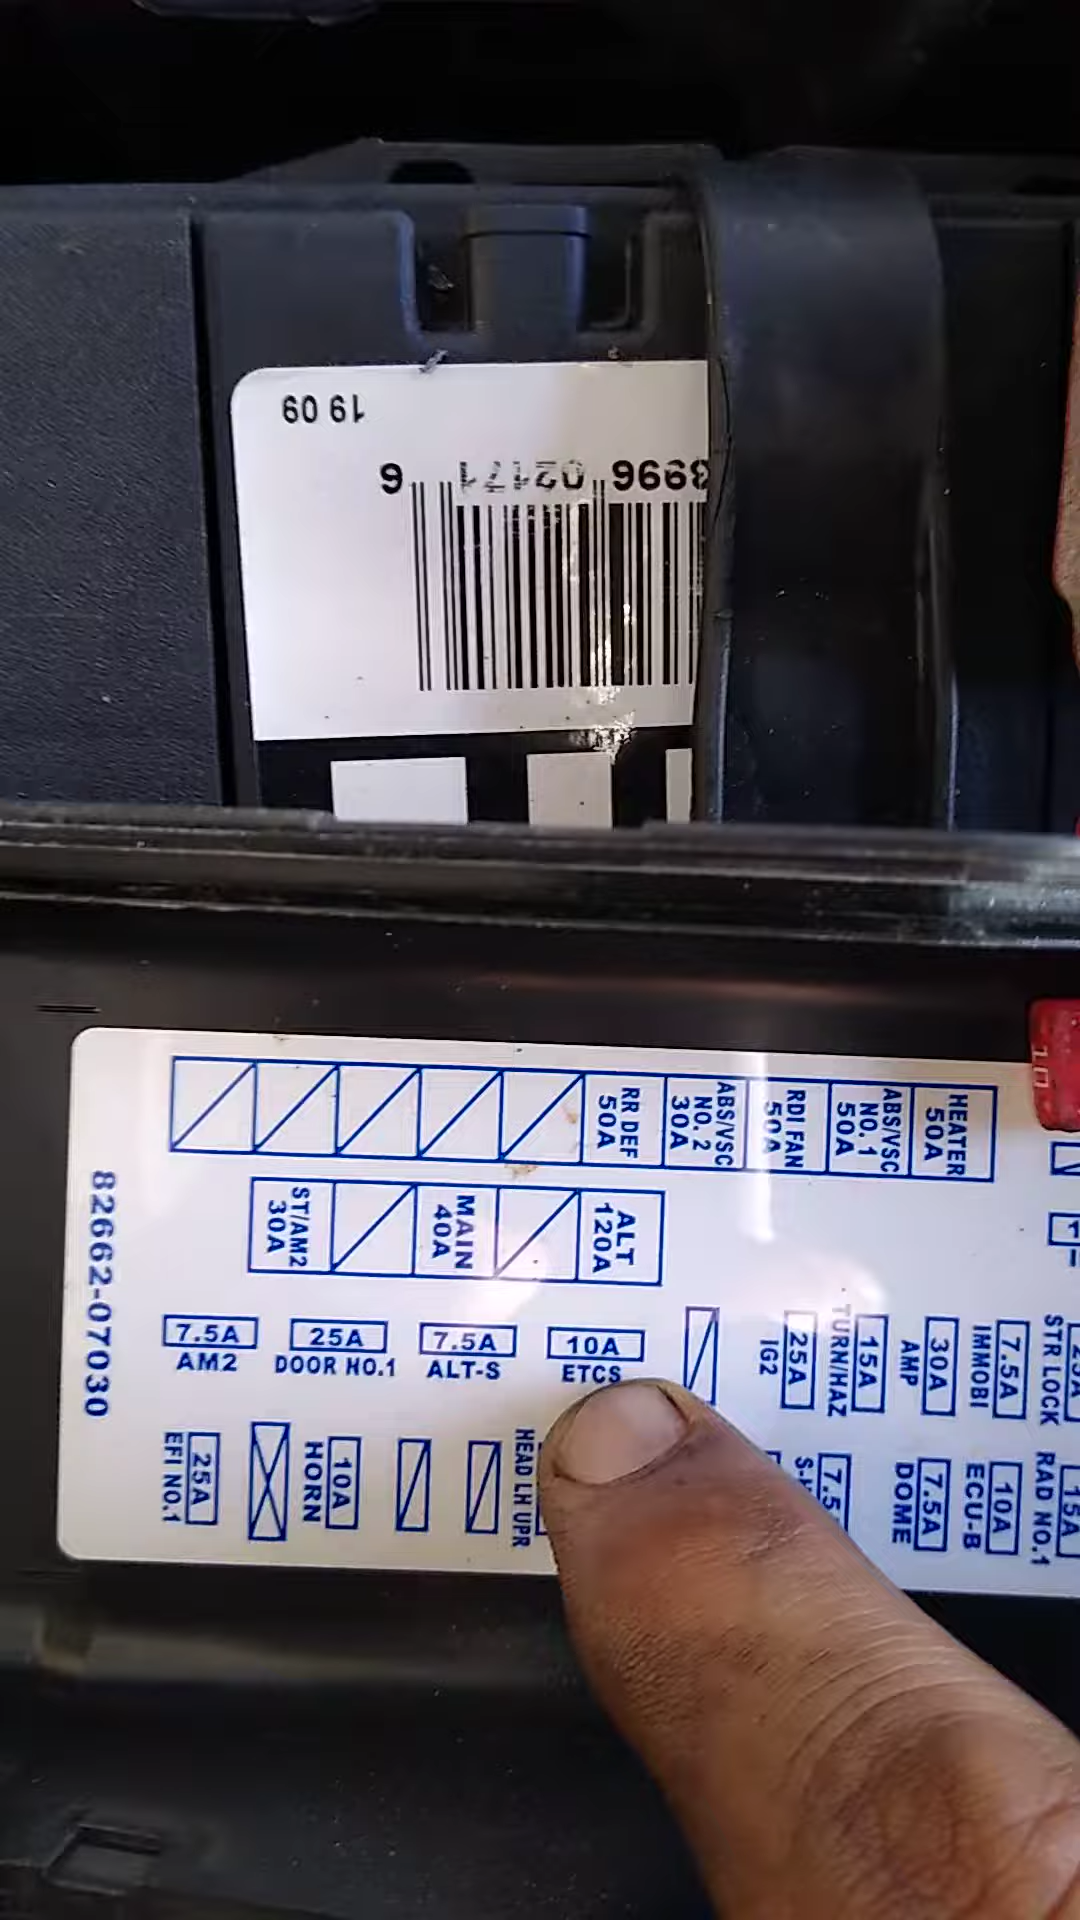 19 09
6
3996
HEATER
50A
ABS/VSC
NO. 1
50A
RDI FAN
50A
ABS/VSC
NO. 2
30A
RR DEF
50A
ALT
120A
MAIN
40A
ST/AM2
30A
82662-07030
7.5A
AM2
25A
DOOR NO.1
7.5A
ALT-S
10A
ETCS
25A
IG2
15A
TURN/HAZ
30A
AMP
7.5A
IMMOBI
STR LOCK
25A
EFI NO.1
10A
HORN
HEAD LH UPR
7.5A
DOME
10A
ECU-B
15A
RAD NO.1
10